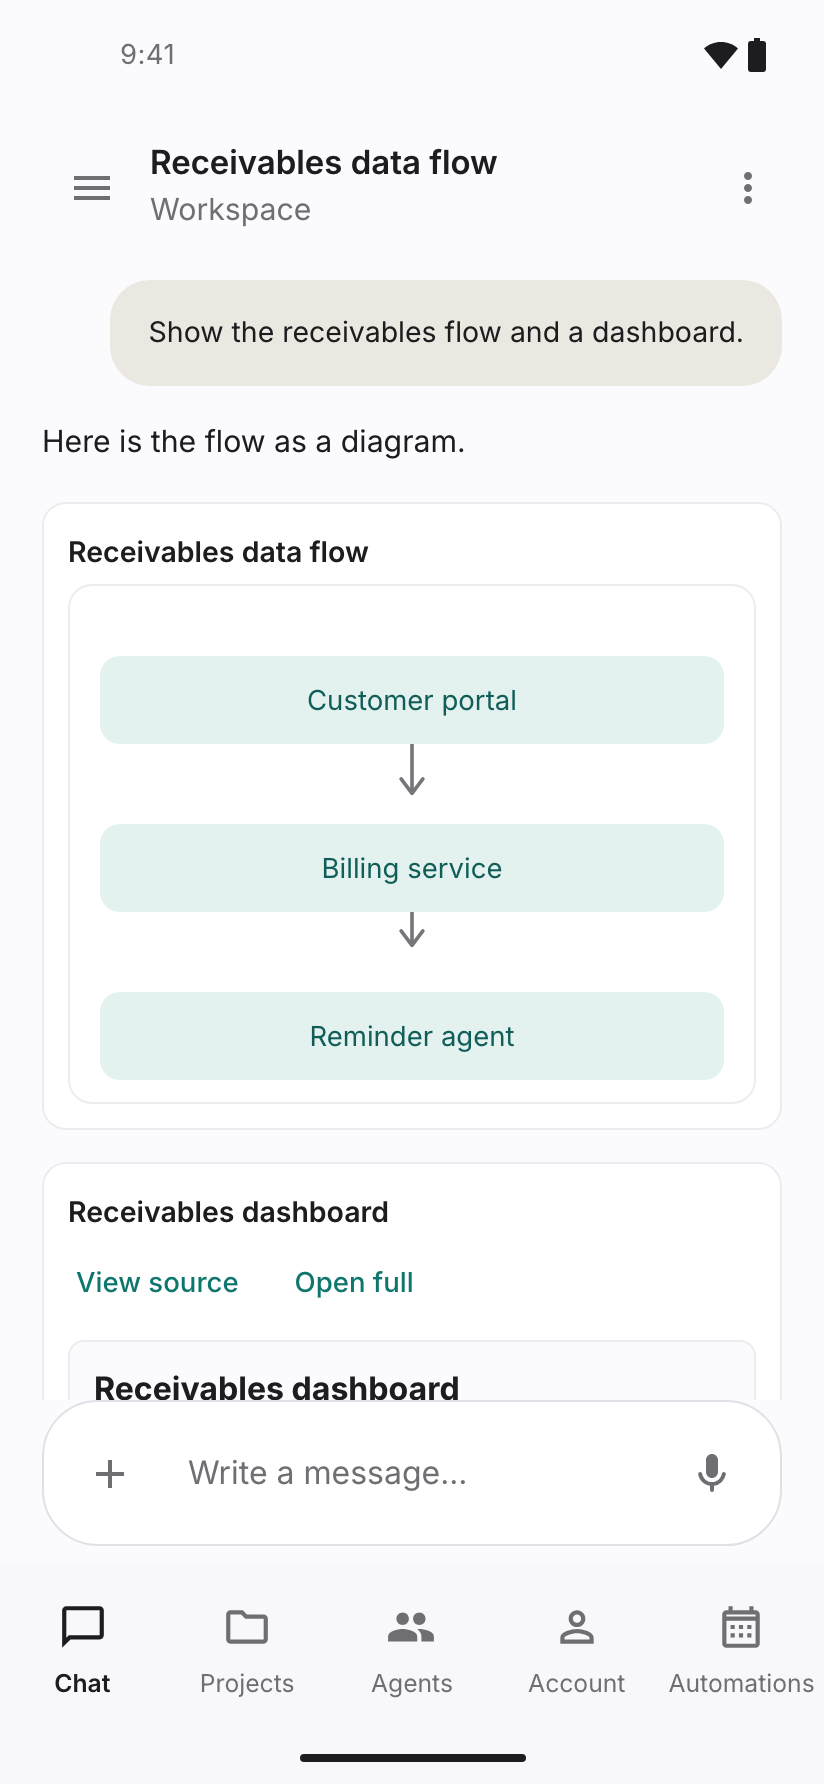 9:41
Receivables data flow
Workspace
Show the receivables flow and a dashboard.
Here is the flow as a diagram.
Receivables data flow
Customer portal
Billing service
Reminder agent
Receivables dashboard
View source Open full
Receivables dashboard
Write a message...
Chat Projects Agents Account Automations